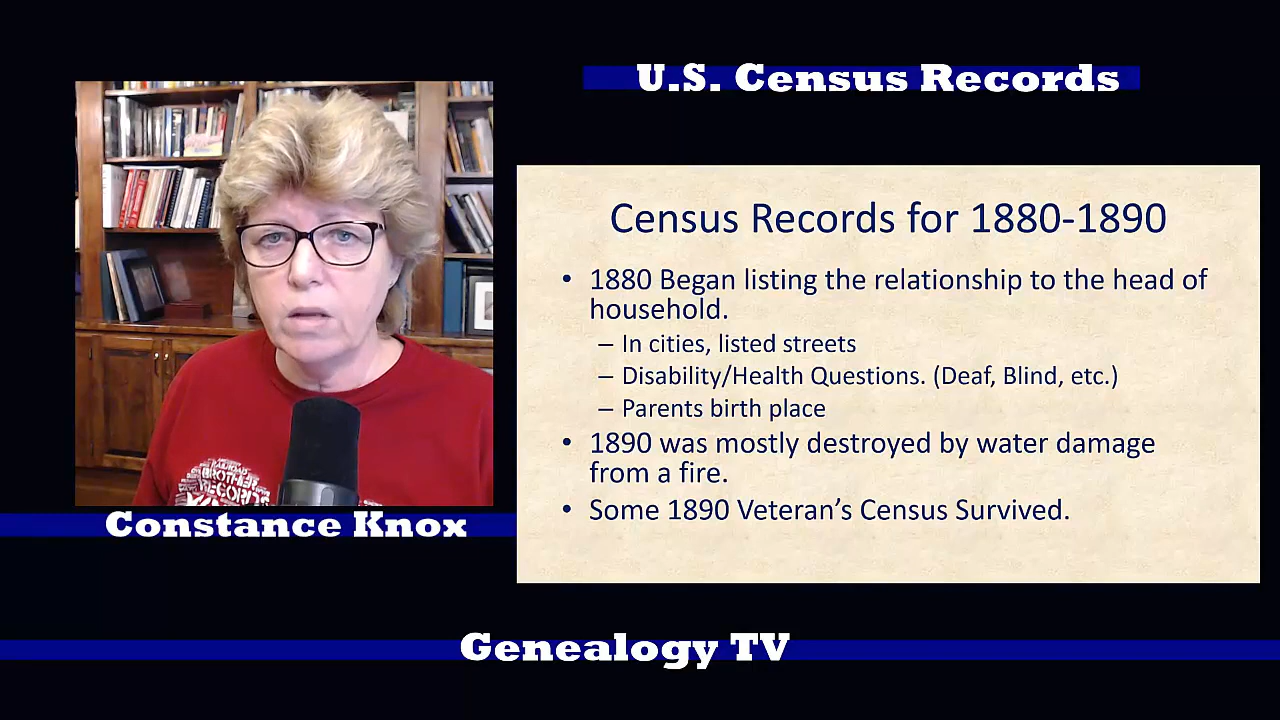 U.S. Census Records
Census Records for 1880-1890
• 1880 Began listing the relationship to the head of
household.
– In cities, listed streets
– Disability/Health Questions. (Deaf, Blind, etc.)
– Parents birth place
• 1890 was mostly destroyed by water damage
from a fire.
• Some 1890 Veteran’s Census Survived.
BROTHER
RECORDS
Constance Knox
Genealogy TV